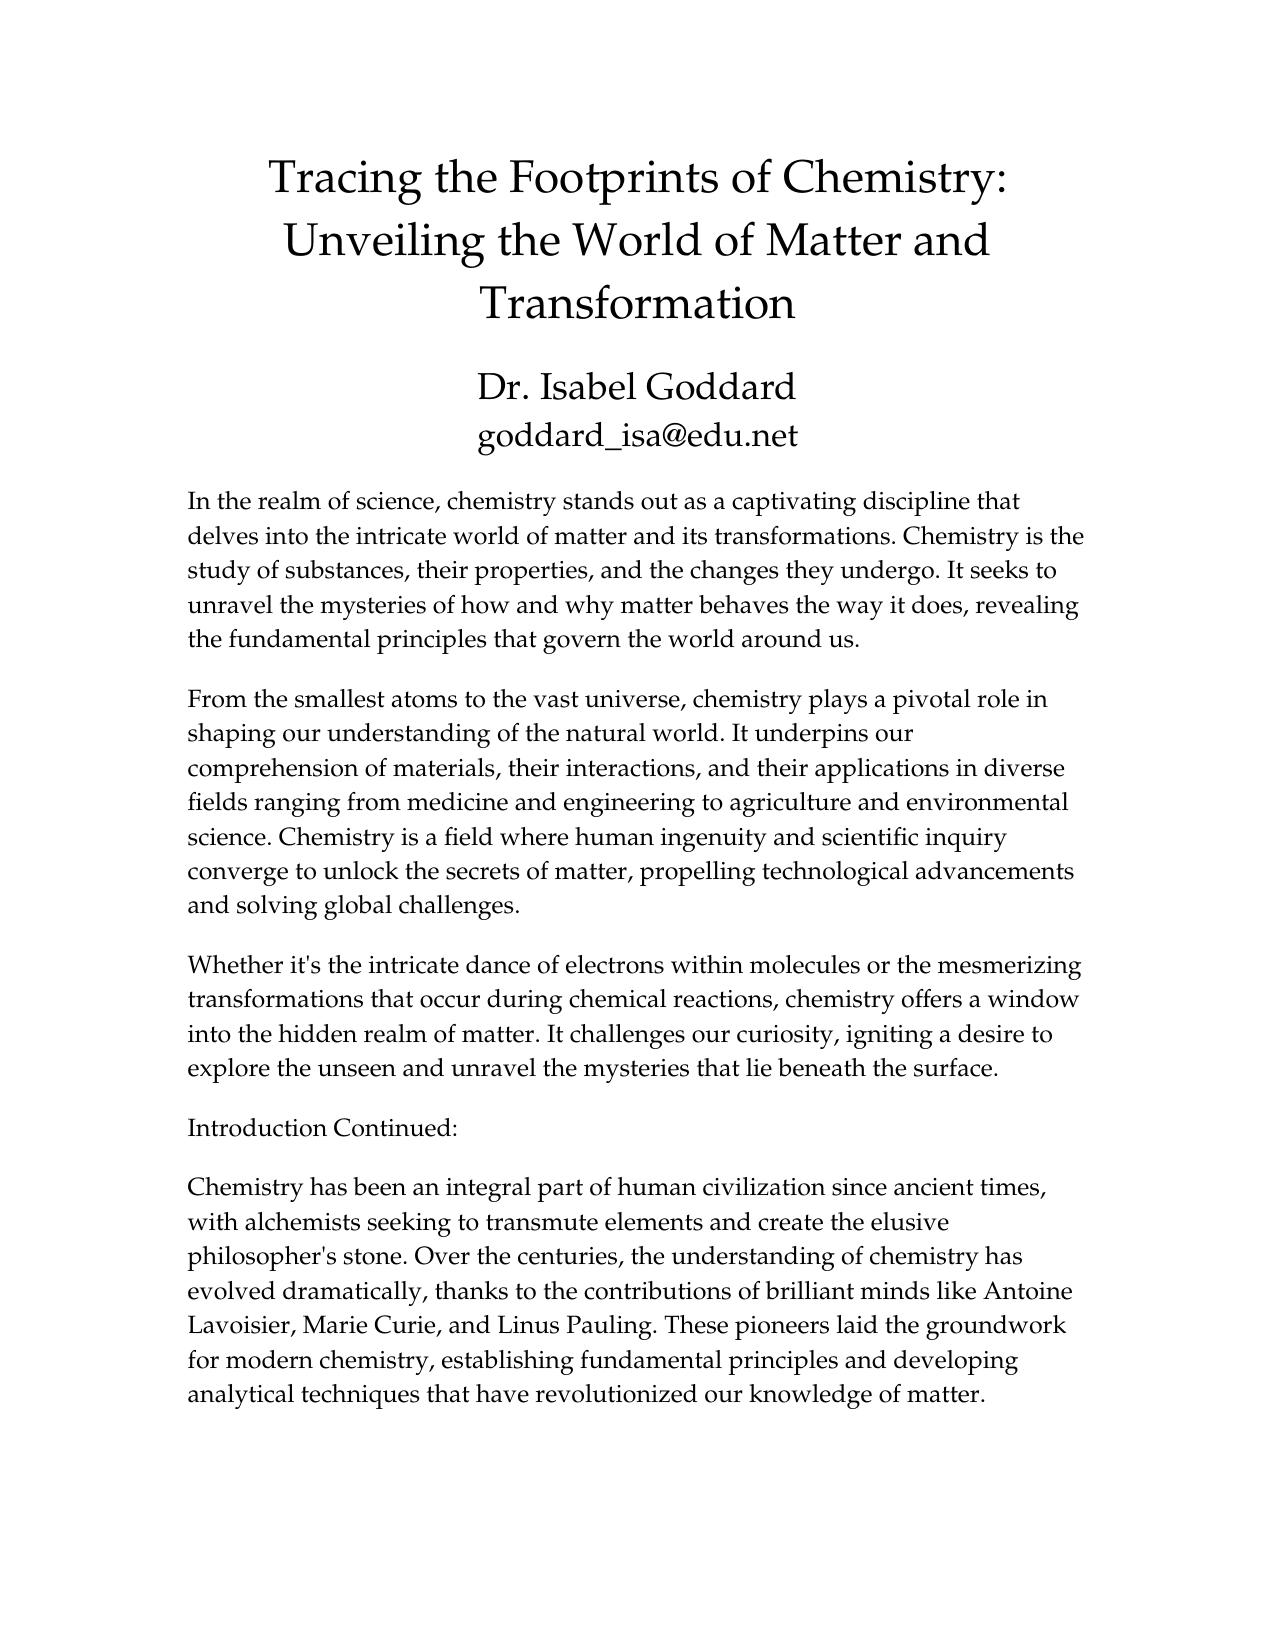 Tracing the Footprints of Chemistry:
Unveiling the World of Matter and
Transformation
Dr. Isabel Goddard
goddard_isa@edu.net
In the realm of science, chemistry stands out as a captivating discipline that
delves into the intricate world of matter and its transformations. Chemistry is the
study of substances, their properties, and the changes they undergo. It seeks to
unravel the mysteries of how and why matter behaves the way it does, revealing
the fundamental principles that govern the world around us.
From the smallest atoms to the vast universe, chemistry plays a pivotal role in
shaping our understanding of the natural world. It underpins our
comprehension of materials, their interactions, and their applications in diverse
fields ranging from medicine and engineering to agriculture and environmental
science. Chemistry is a field where human ingenuity and scientific inquiry
converge to unlock the secrets of matter, propelling technological advancements
and solving global challenges.
Whether it's the intricate dance of electrons within molecules or the mesmerizing
transformations that occur during chemical reactions, chemistry offers a window
into the hidden realm of matter. It challenges our curiosity, igniting a desire to
explore the unseen and unravel the mysteries that lie beneath the surface.
Introduction Continued:
Chemistry has been an integral part of human civilization since ancient times,
with alchemists seeking to transmute elements and create the elusive
philosopher's stone. Over the centuries, the understanding of chemistry has
evolved dramatically, thanks to the contributions of brilliant minds like Antoine
Lavoisier, Marie Curie, and Linus Pauling. These pioneers laid the groundwork
for modern chemistry, establishing fundamental principles and developing
analytical techniques that have revolutionized our knowledge of matter.